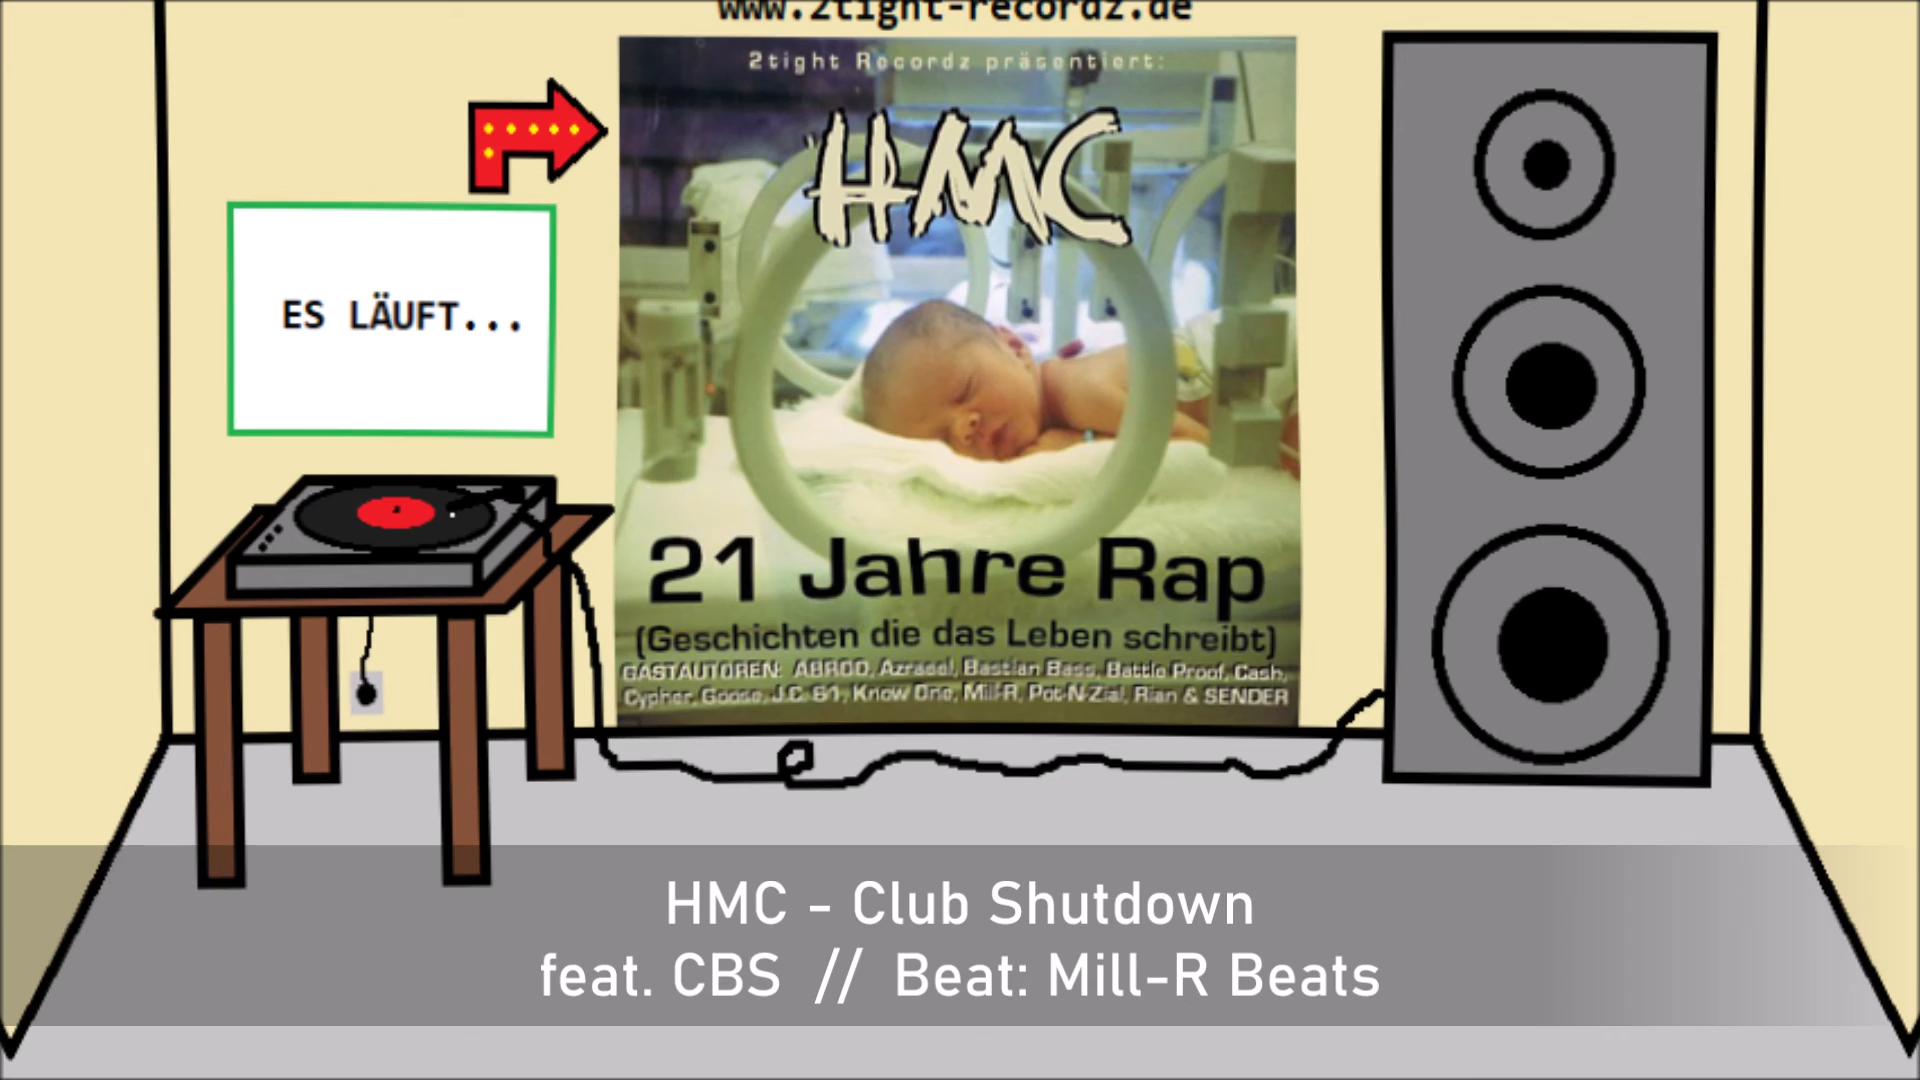 www.2tight-recordz.de
2tight Recordz präsentiert:
HMC
ES LÄUFT...
21 Jahre Rap
(Geschichten die das Leben schreibt)
GASTAUTOREN: ABROO, Azraael, Bastian Bass, Battle Proof, Cash,
Cypher, Goose, J.C. 61, Know One, Mill-R, Pot-N-Zial, Rian & SENDER
HMC - Club Shutdown
feat. CBS // Beat: Mill-R Beats